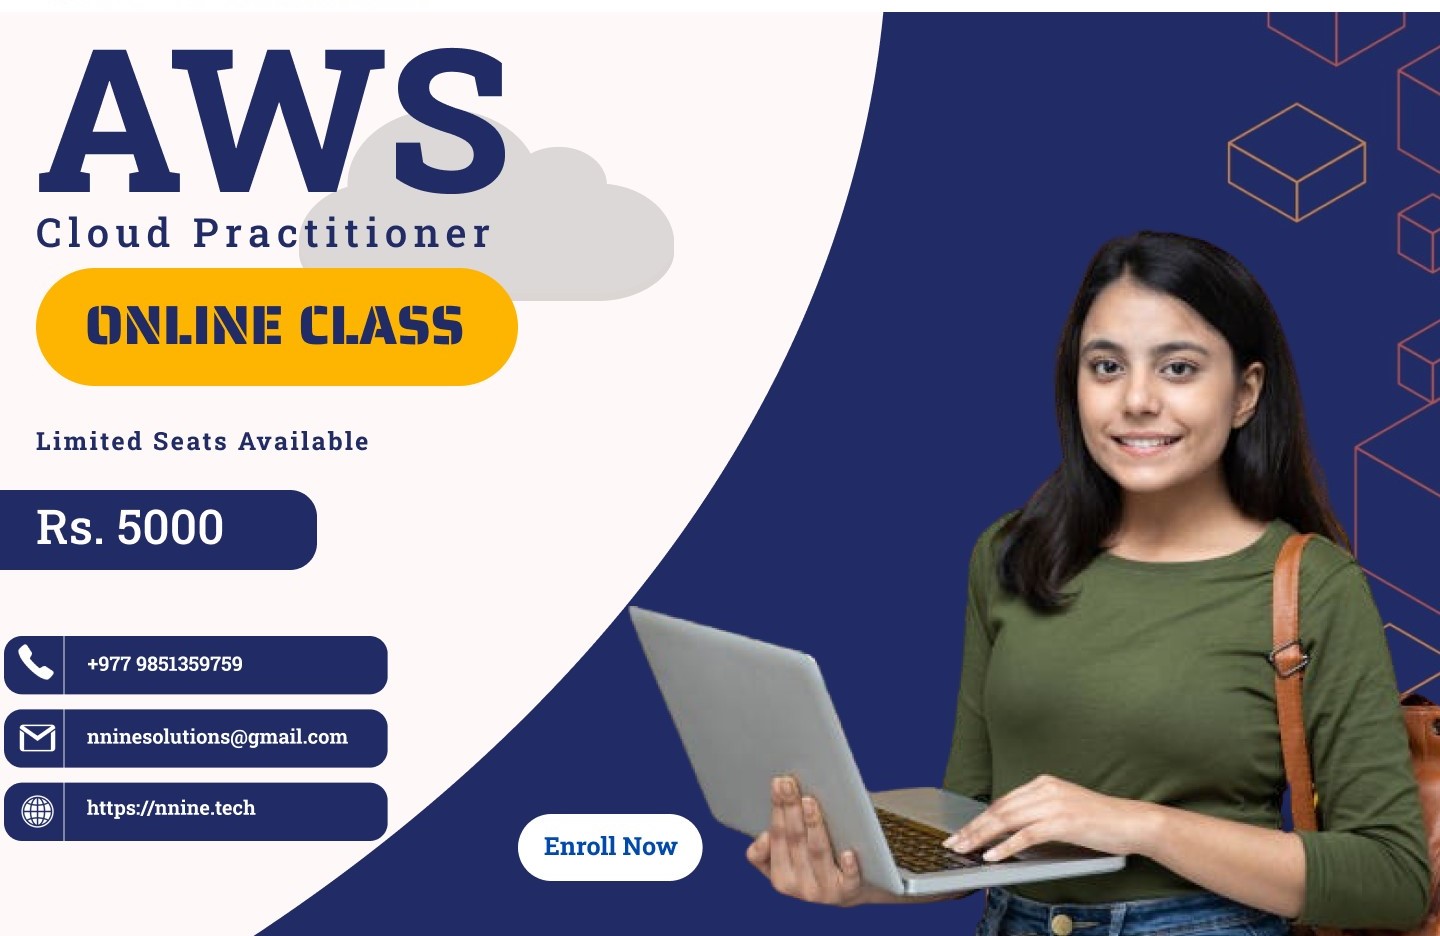 AWS
Cloud Practitioner
ONLINE CLASS
Limited Seats Available
Rs. 5000
+977 9851359759
nninesolutions@gmail.com
https://nnine.tech
Enroll Now